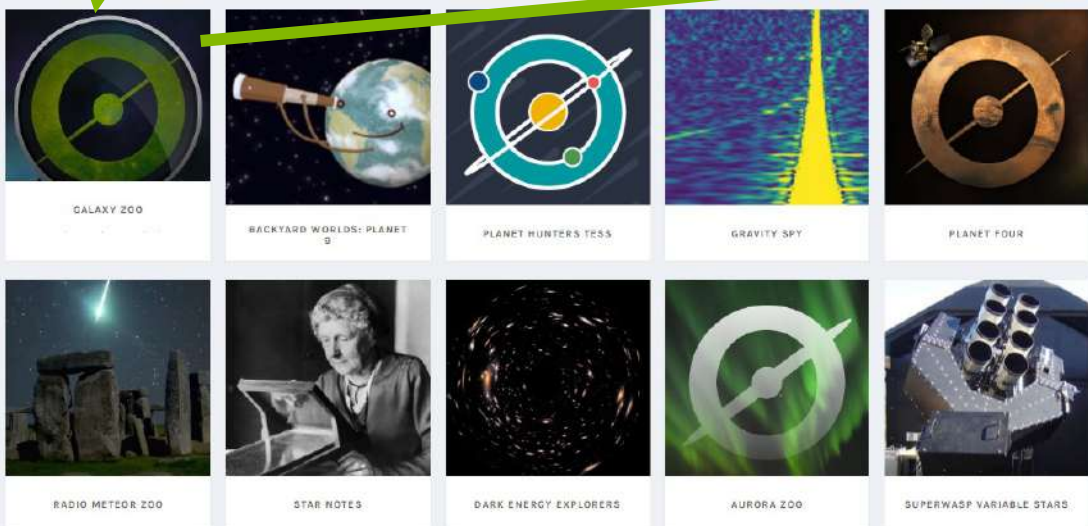 GALAXY ZOO
BACKYARD WORLDS: PLANET
9
PLANET HUNTERS TESS
GRAVITY SPY
PLANET FOUR
RADIO METEOR ZOO
STAR NOTES
DARK ENERGY EXPLORERS
AURORA ZOO
SUPERWASP VARIABLE STARS